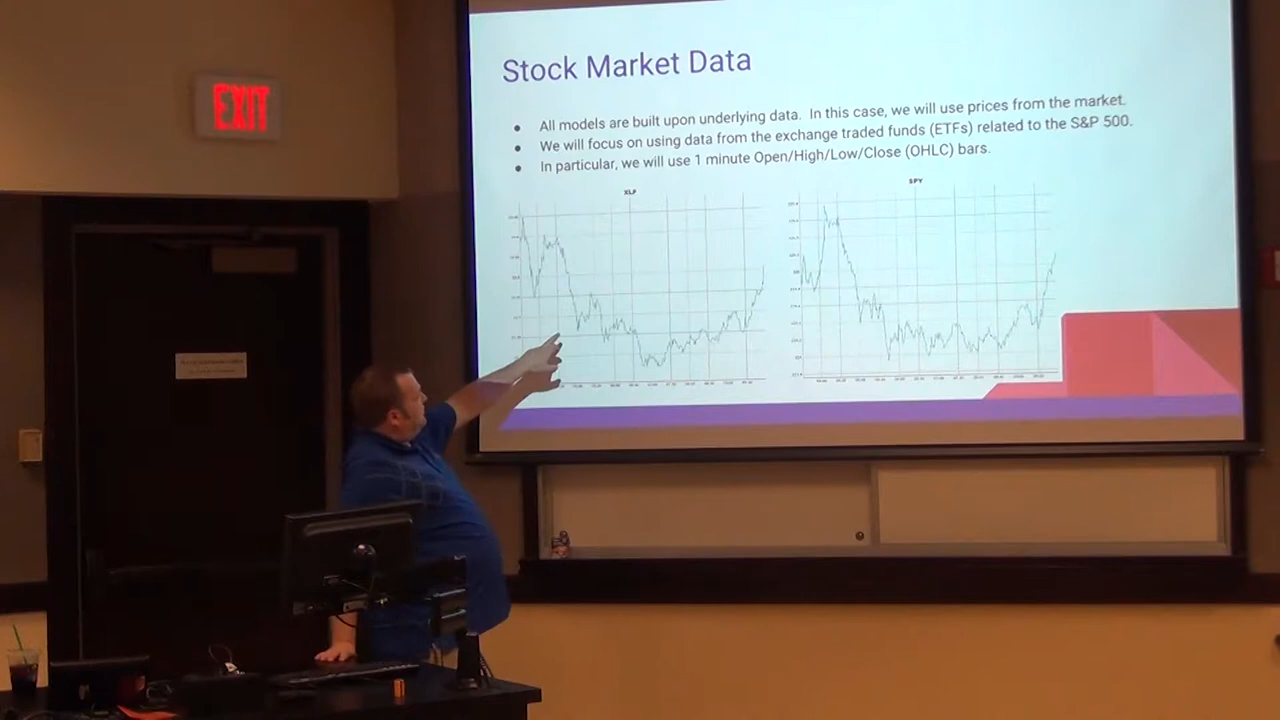 EXIT
Stock Market Data
All models are built upon underlying data. In this case, we will use prices from the market.
We will focus on using data from the exchange traded funds (ETFs) related to the S&P 500.
In particular, we will use 1 minute Open/High/Low/Close (OHLC) bars.
XLF
SPY